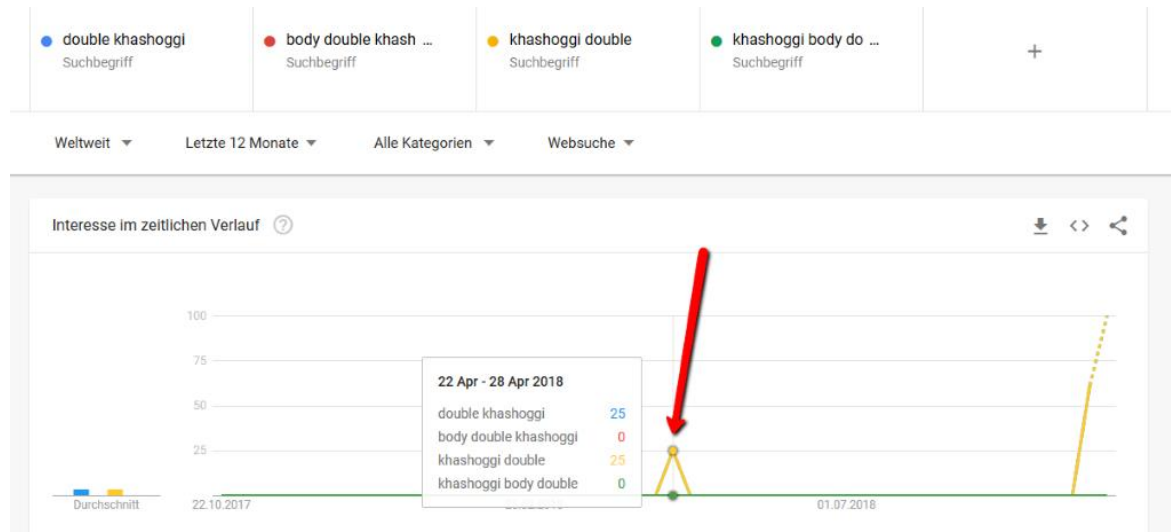 double khashoggi
Suchbegriff
body double khash ...
Suchbegriff
khashoggi double
Suchbegriff
khashoggi body do ...
Suchbegriff
+
Weltweit
Letzte 12 Monate
Alle Kategorien
Websuche
Interesse im zeitlichen Verlauf ?
100
75
50
25
22 Apr - 28 Apr 2018
double khashoggi 25
body double khashoggi 0
khashoggi double 25
khashoggi body double 0
Durchschnitt
22.10.2017
01.07.2018